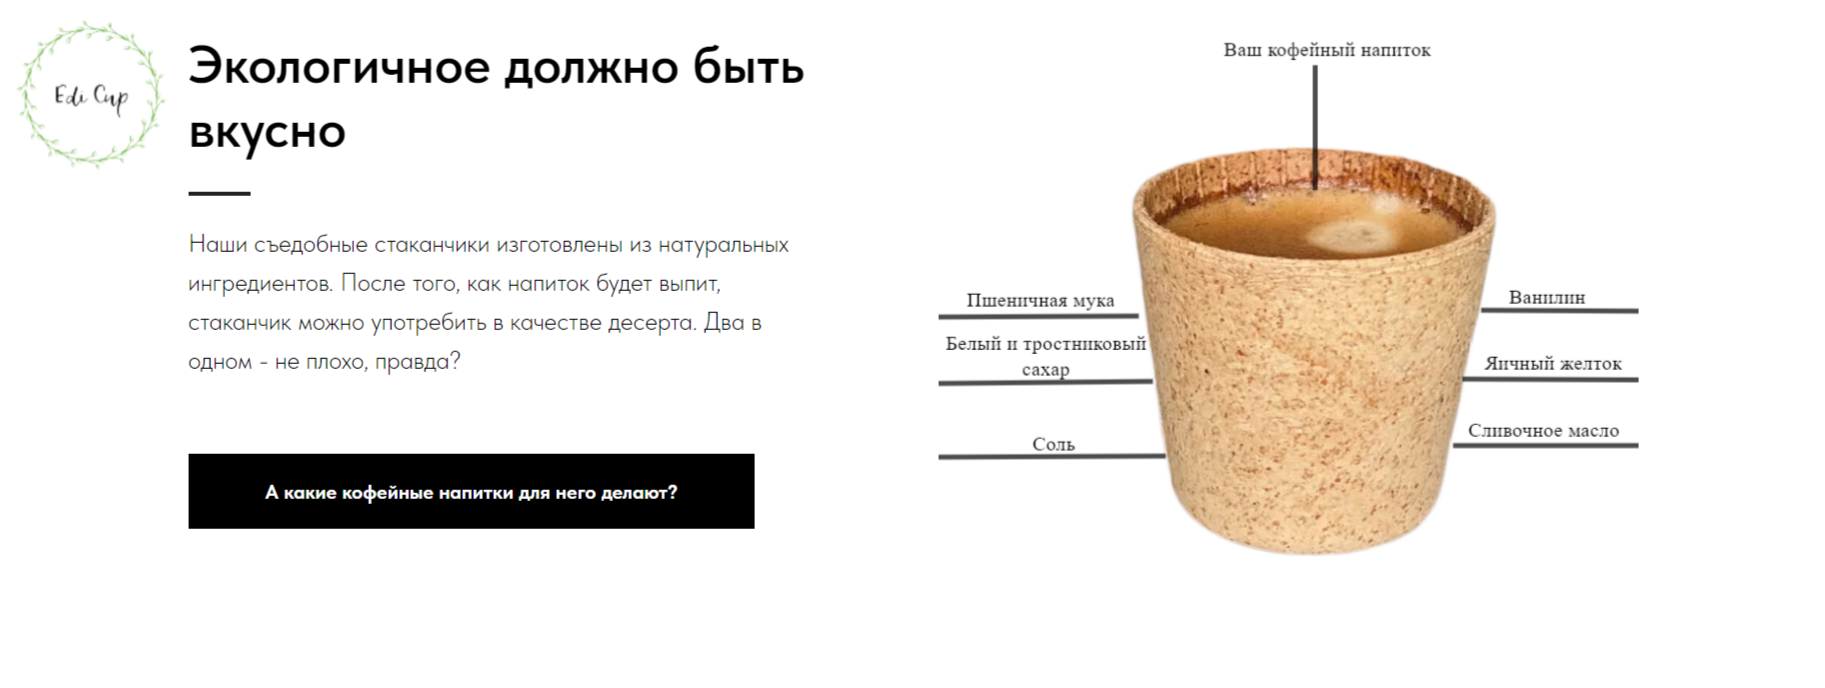 Edi Cup
Экологичное должно быть
вкусно
Наши съедобные стаканчики изготовлены из натуральных
ингредиентов. После того, как напиток будет выпит,
стаканчик можно употребить в качестве десерта. Два в
одном - не плохо, правда?
А какие кофейные напитки для него делают?
Ваш кофейный напиток
Пшеничная мука
Белый и тростниковый
сахар
Соль
Ванилин
Яичный желток
Сливочное масло